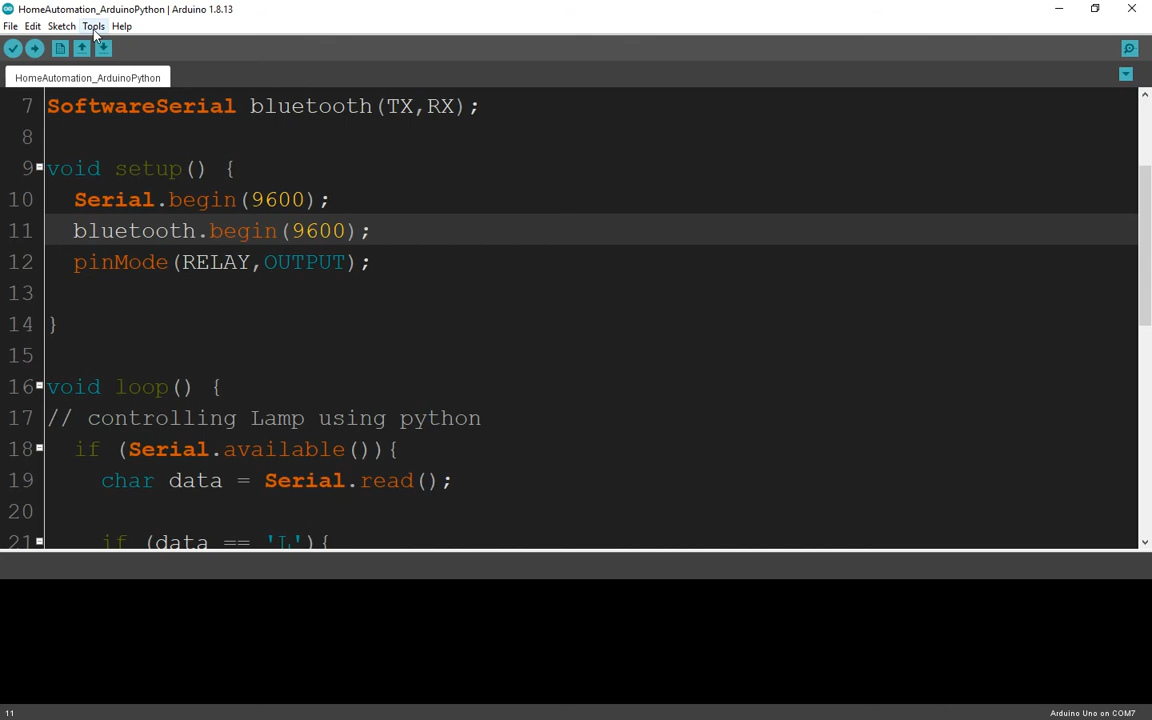 HomeAutomation_ArduinoPython | Arduino 1.8.13
File Edit Sketch Tools Help
HomeAutomation_ArduinoPython
7 SoftwareSerial bluetooth(TX,RX);
8
9 void setup() {
10 Serial.begin(9600);
11 bluetooth.begin(9600);
12 pinMode(RELAY,OUTPUT);
13
14 }
15
16 void loop() {
17 // controlling Lamp using python
18 if (Serial.available()){
19 char data = Serial.read();
20
21 if (data == 'L'){
11 Arduino Uno on COM7